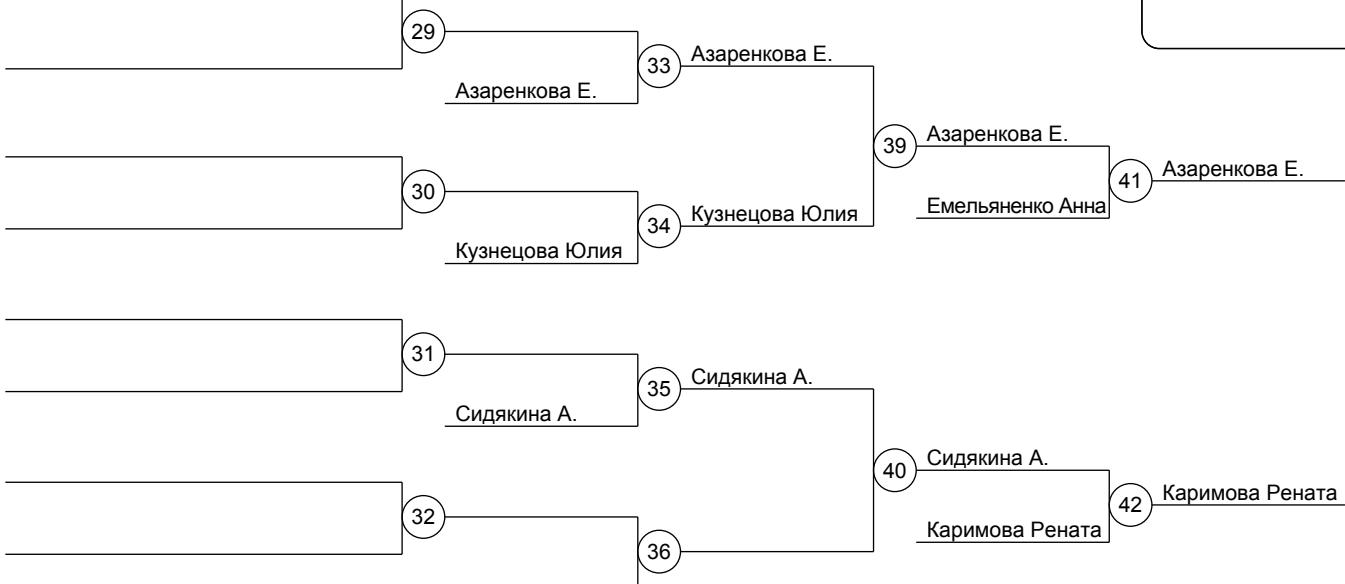 29
33
Азаренкова Е.
Азаренкова Е.
39
Азаренкова Е.
41
Азаренкова Е.
30
34
Кузнецова Юлия
Емельяненко Анна
Кузнецова Юлия
31
35
Сидякина А.
Сидякина А.
40
Сидякина А.
42
Каримова Рената
32
36
Каримова Рената